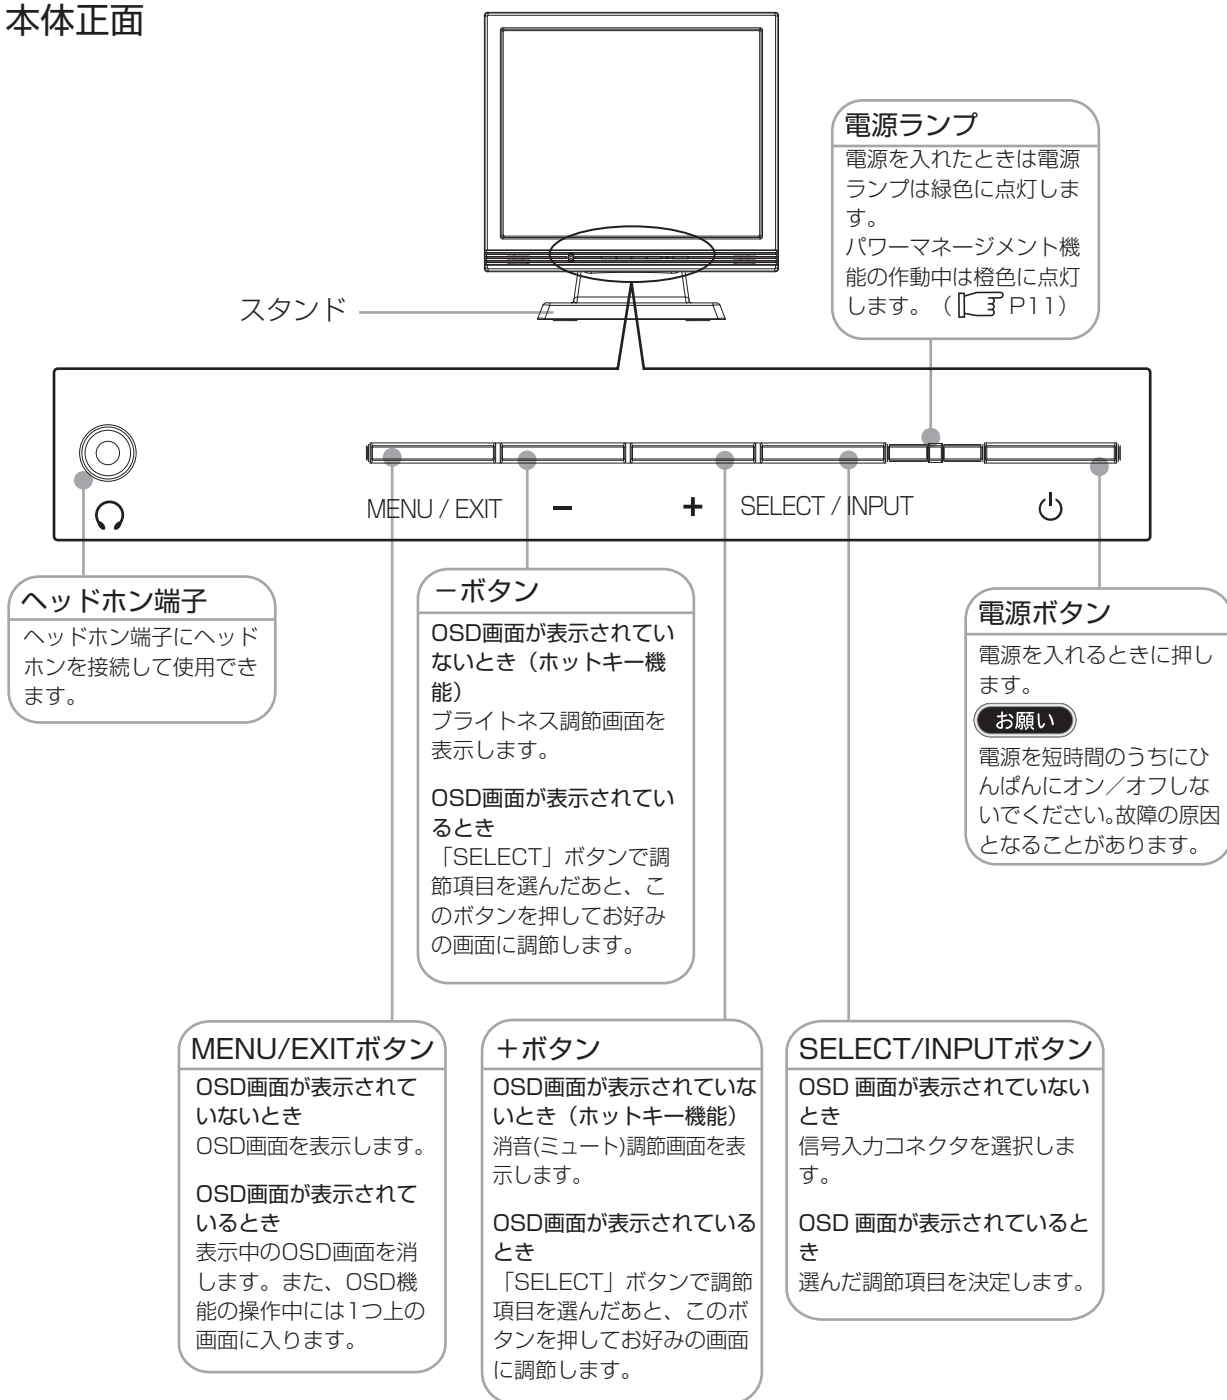 本体正面
電源ランプ
電源を入れたときは電源
ランプは緑色に点灯しま
す。
パワーマネージメント機
能の作動中は橙色に点灯
します。（ P11）
スタンド
MENU / EXIT
−
+
SELECT / INPUT
ヘッドホン端子
ヘッドホン端子にヘッド
ホンを接続して使用でき
ます。
−ボタン
OSD画面が表示されてい
ないとき（ホットキー機
能）
ブライトネス調節画面を
表示します。
OSD画面が表示されてい
るとき
「SELECT」ボタンで調
節項目を選んだあと、こ
のボタンを押してお好み
の画面に調節します。
電源ボタン
電源を入れるときに押し
ます。
お願い
電源を短時間のうちにひ
んぱんにオン／オフしな
いでください。故障の原因
となることがあります。
MENU/EXITボタン
OSD画面が表示されて
いないとき
OSD画面を表示します。
OSD画面が表示されて
いるとき
表示中のOSD画面を消
します。また、OSD機
能の操作中には1つ上の
画面に入ります。
＋ボタン
OSD画面が表示されていな
いとき（ホットキー機能）
消音(ミュート)調節画面を表
示します。
OSD画面が表示されている
とき
「SELECT」ボタンで調節
項目を選んだあと、このボ
タンを押してお好みの画面
に調節します。
SELECT/INPUTボタン
OSD 画面が表示されていない
とき
信号入力コネクタを選択しま
す。
OSD 画面が表示されていると
き
選んだ調節項目を決定します。